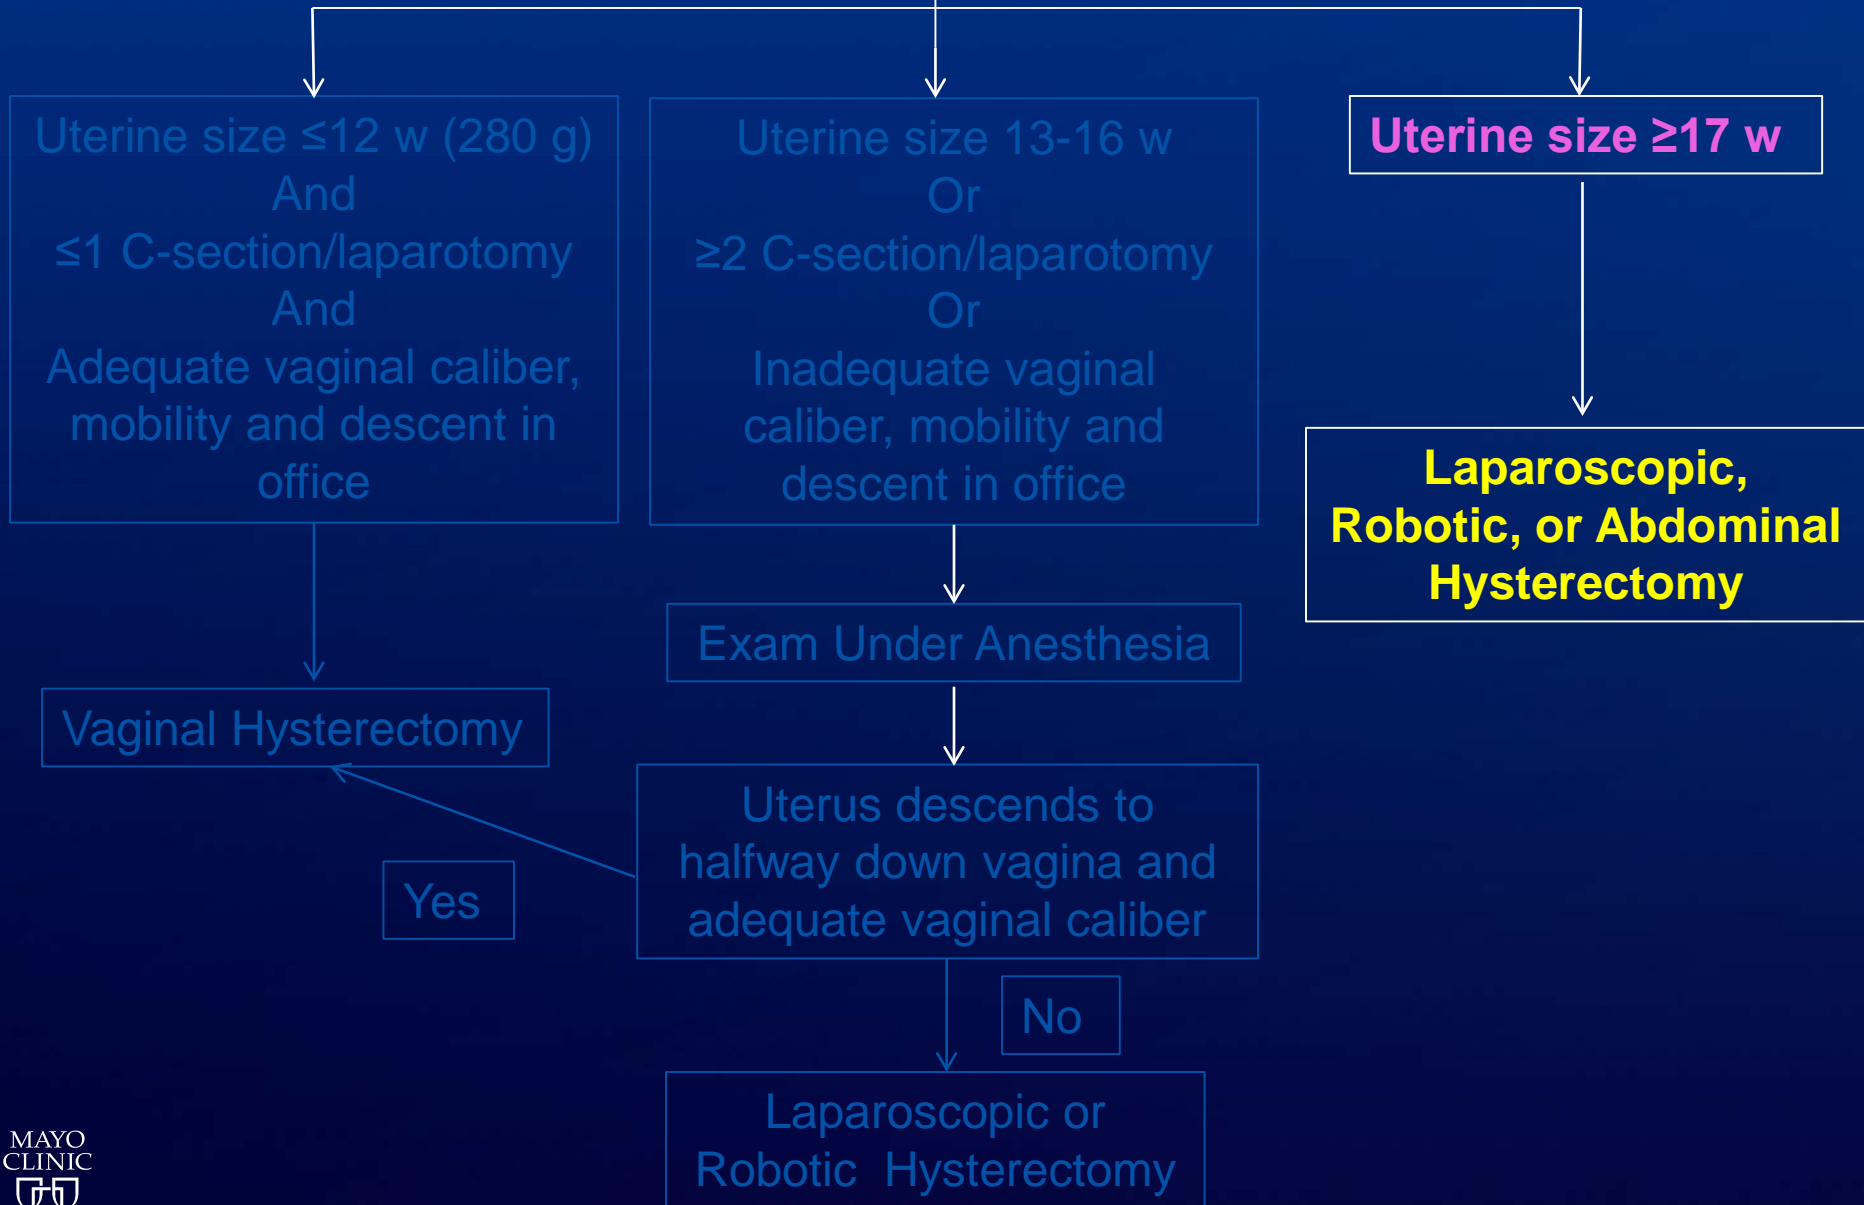 Uterine size ≤12 w (280 g)
And
≤1 C-section/laparotomy
And
Adequate vaginal caliber,
mobility and descent in
office
Vaginal Hysterectomy
Uterine size 13-16 w
Or
≥2 C-section/laparotomy
Or
Inadequate vaginal
caliber, mobility and
descent in office
Exam Under Anesthesia
Uterus descends to
halfway down vagina and
adequate vaginal caliber
Yes
No
Laparoscopic or
Robotic  Hysterectomy
Uterine size ≥17 w
Laparoscopic,
Robotic, or Abdominal
Hysterectomy
MAYO
CLINIC